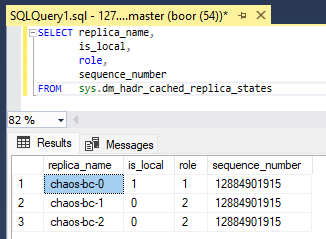 SQLQuery1.sql - 127....master (boor (54))*
SELECT replica_name,
is_local,
role,
sequence_number
FROM sys.dm_hadr_cached_replica_states
82 %
Results Messages
replica_name is_local role sequence_number
1 chaos-bc-0 1 1 12884901915
2 chaos-bc-1 0 2 12884901915
3 chaos-bc-2 0 2 12884901915